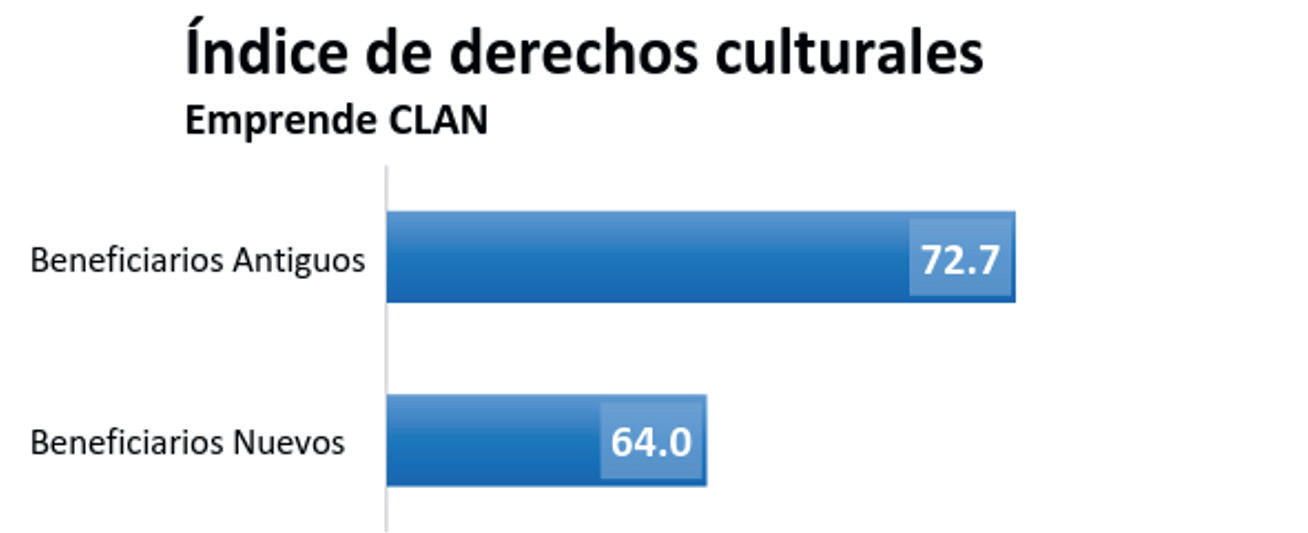 Índice de derechos culturales
Emprende CLAN
Beneficiarios Antiguos 72.7
Beneficiarios Nuevos 64.0